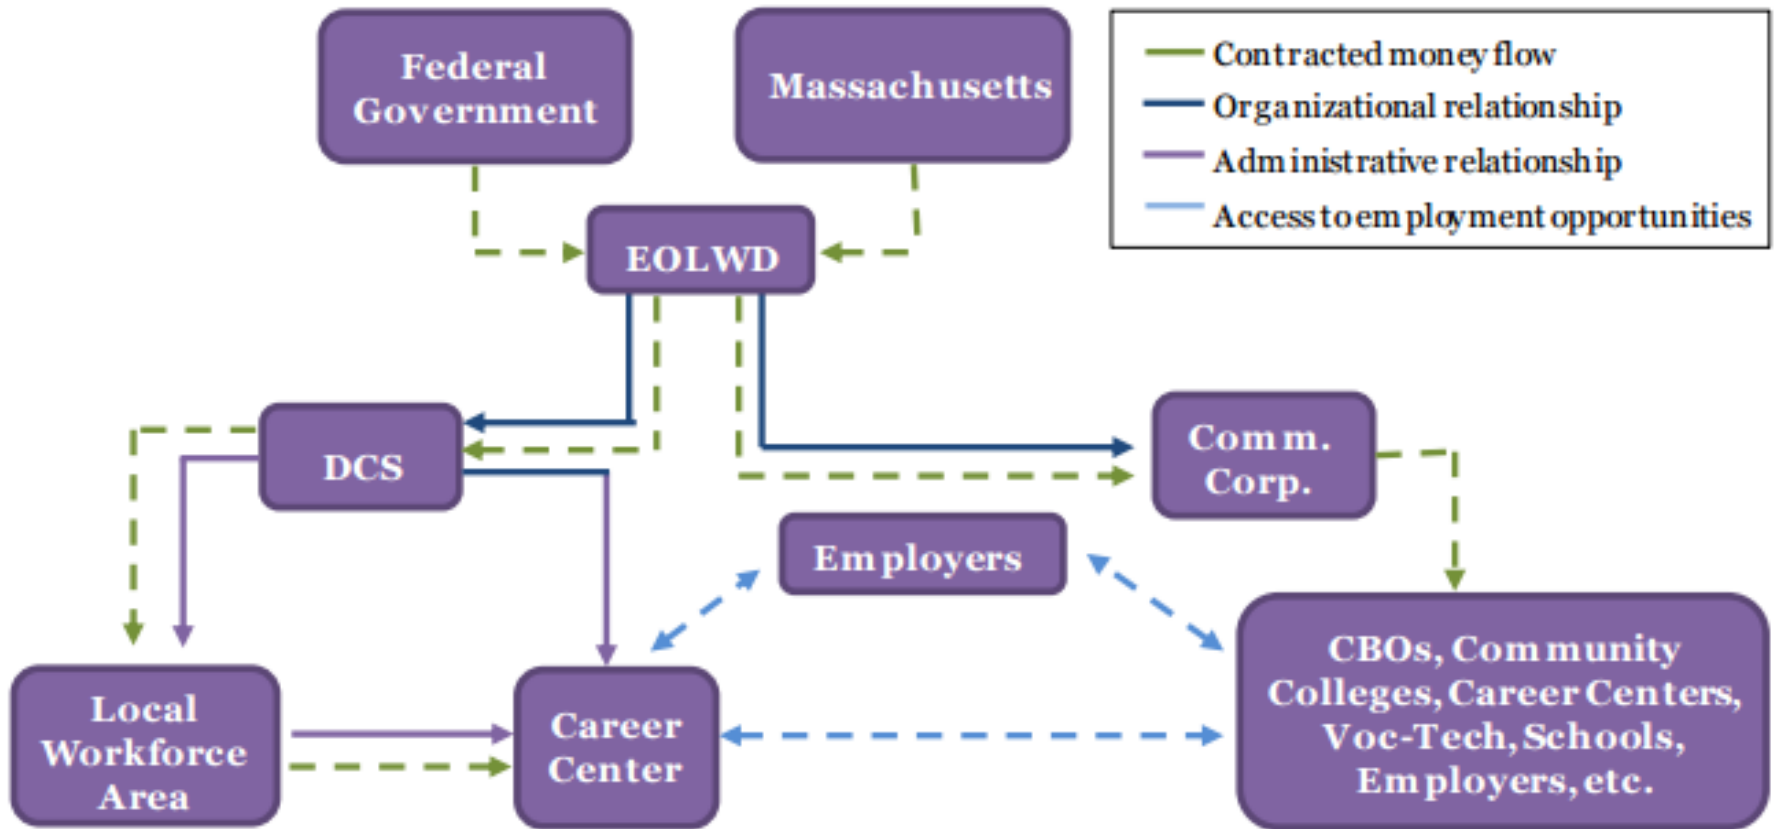 Federal
Government
Massachusetts
Contracted money flow
Organizational relationship
Administrative relationship
Access to employment opportunities
EOLWD
DCS
Comm.
Corp.
Employers
Local
Workforce
Area
Career
Center
CBOs, Community
Colleges, Career Centers,
Voc-Tech, Schools,
Employers, etc.